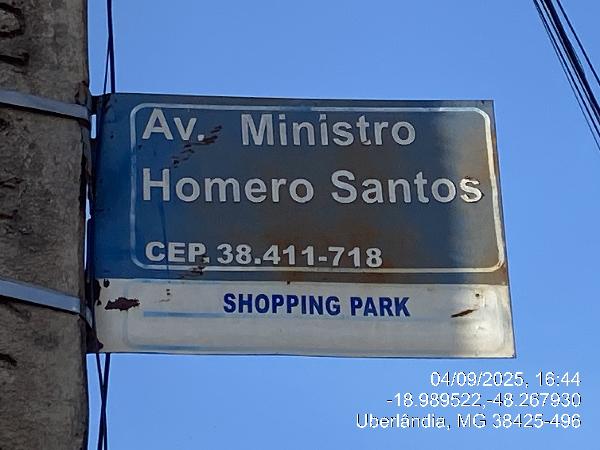 Av. Ministro
Homero Santos
CEP. 38.411-718
SHOPPING PARK
04/09/2025, 16:44
-18.989522,-48.267930
Uberlândia, MG 38425-496